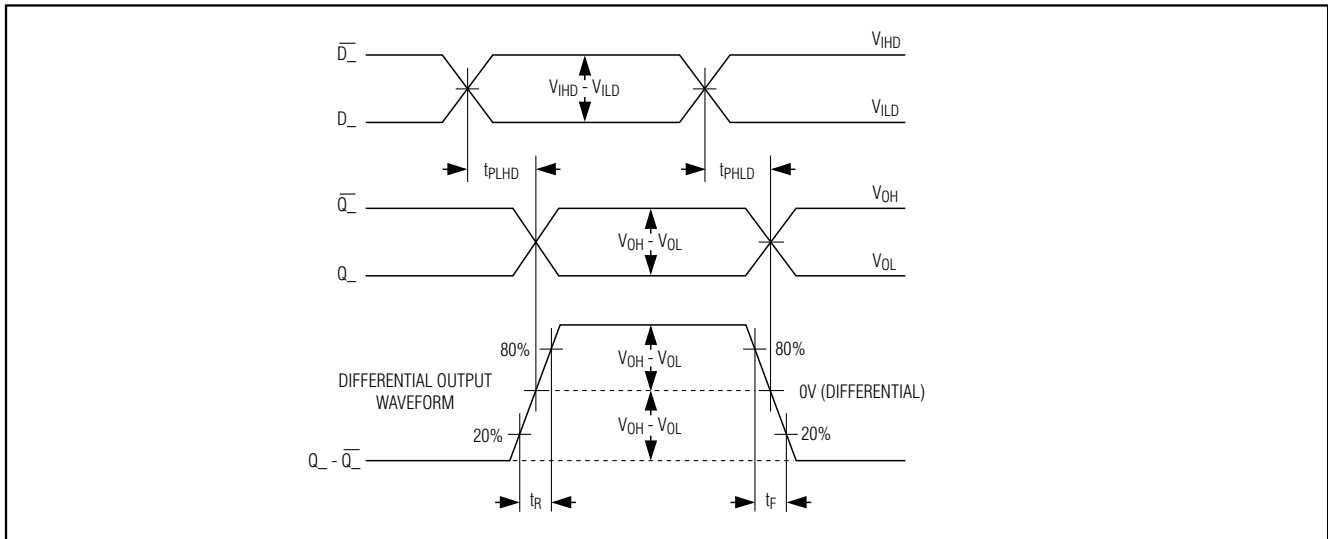 D̅_̅ V_IHD
V_IHD - V_ILD
D_ V_ILD
t_PLHD t_PHLD
Q̅_̅ V_OH
V_OH - V_OL
Q_ V_OL
80% V_OH - V_OL 80%
DIFFERENTIAL OUTPUT
WAVEFORM
0V (DIFFERENTIAL)
20% V_OH - V_OL 20%
Q_ - Q̅_̅
t_R t_F